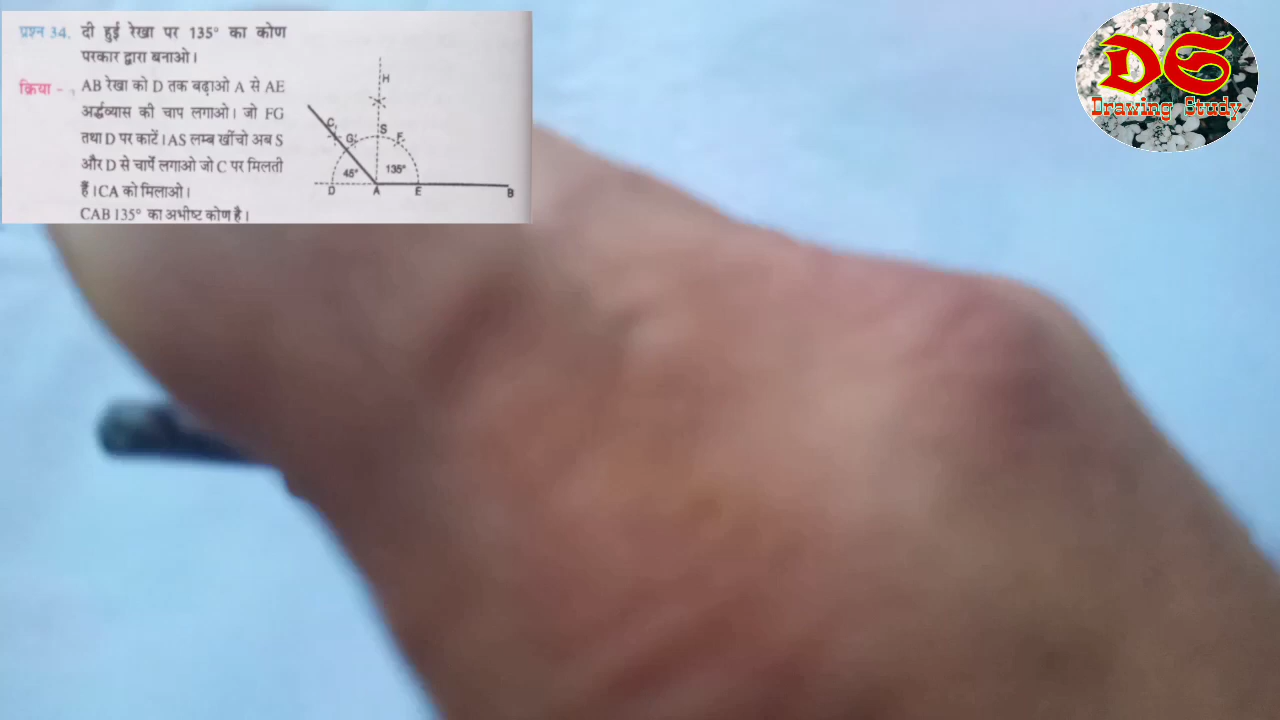 प्रश्न 34. दी हुई रेखा पर 135° का कोण
परकार द्वारा बनाओ।
क्रिया - AB रेखा को D तक बढ़ाओ A से AE
अर्द्धव्यास की चाप लगाओ। जो FG
तथा D पर काटें। AS लम्ब खींचो अब S
और D से चापें लगाओ जो C पर मिलती
हैं। CA को मिलाओ।
CAB 135° का अभीष्ट कोण है।
H
C
G
S
F
45°
135°
D A E B
DS
Drawing Study